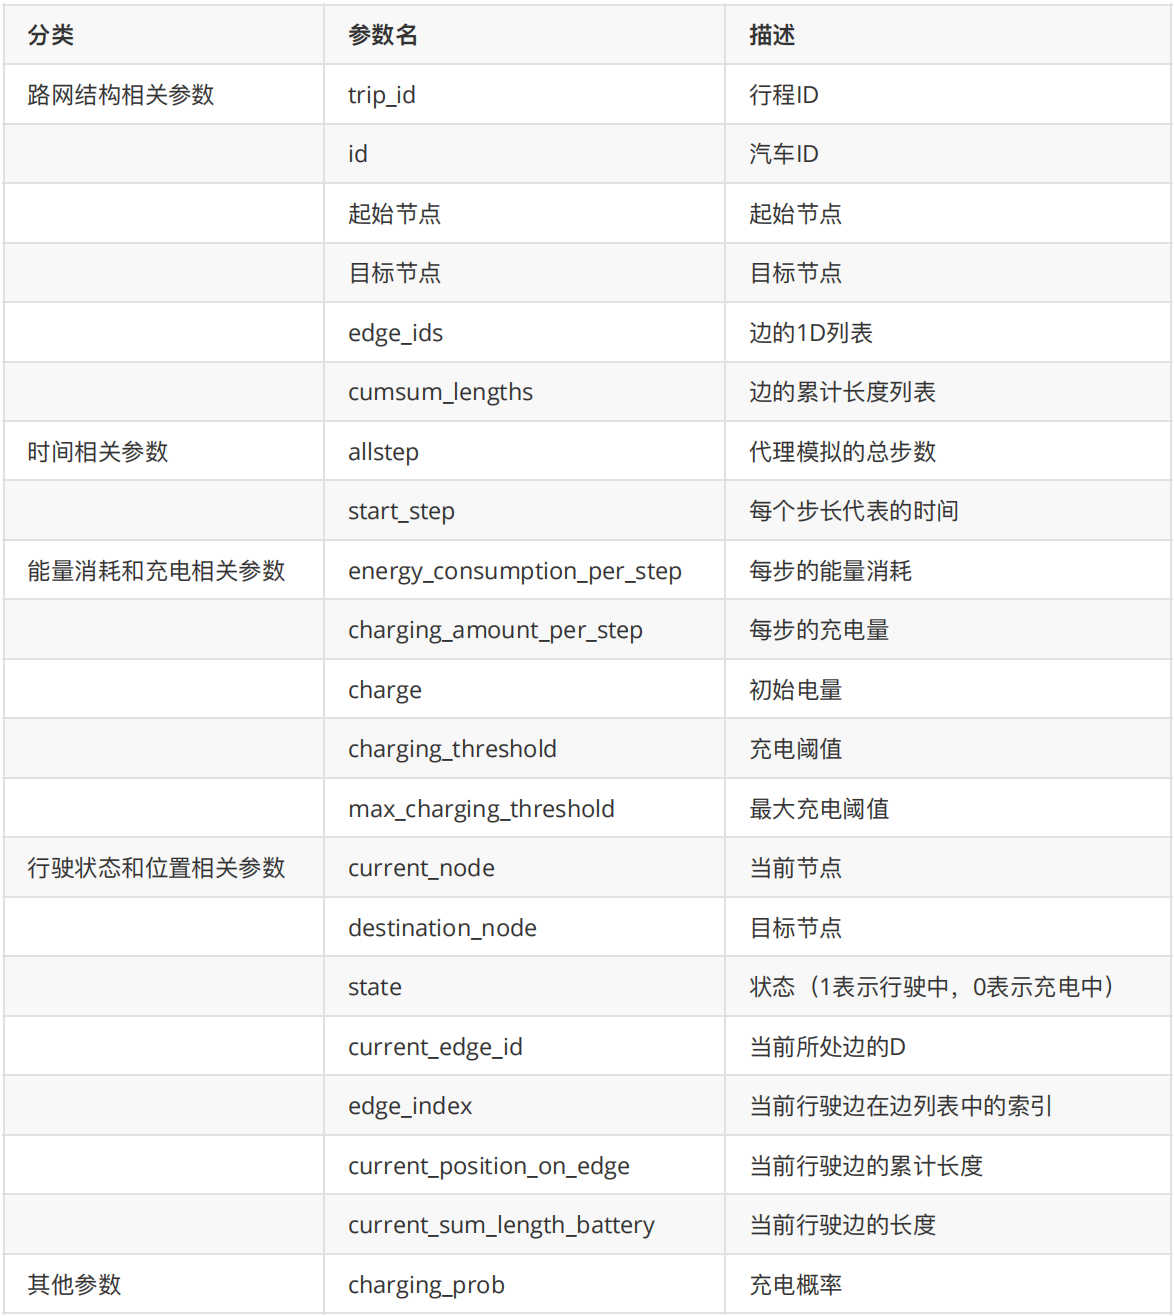 分类 参数名 描述
路网结构相关参数 trip_id 行程ID
id 汽车ID
起始节点 起始节点
目标节点 目标节点
edge_ids 边的1D列表
cumsum_lengths 边的累计长度列表
时间相关参数 allstep 代理模拟的总步数
start_step 每个步长代表的时间
能量消耗和充电相关参数 energy_consumption_per_step 每步的能量消耗
charging_amount_per_step 每步的充电量
charge 初始电量
charging_threshold 充电阈值
max_charging_threshold 最大充电阈值
行驶状态和位置相关参数 current_node 当前节点
destination_node 目标节点
state 状态（1表示行驶中，0表示充电中）
current_edge_id 当前所处边的D
edge_index 当前行驶边在边列表中的索引
current_position_on_edge 当前行驶边的累计长度
current_sum_length_battery 当前行驶边的长度
其他参数 charging_prob 充电概率